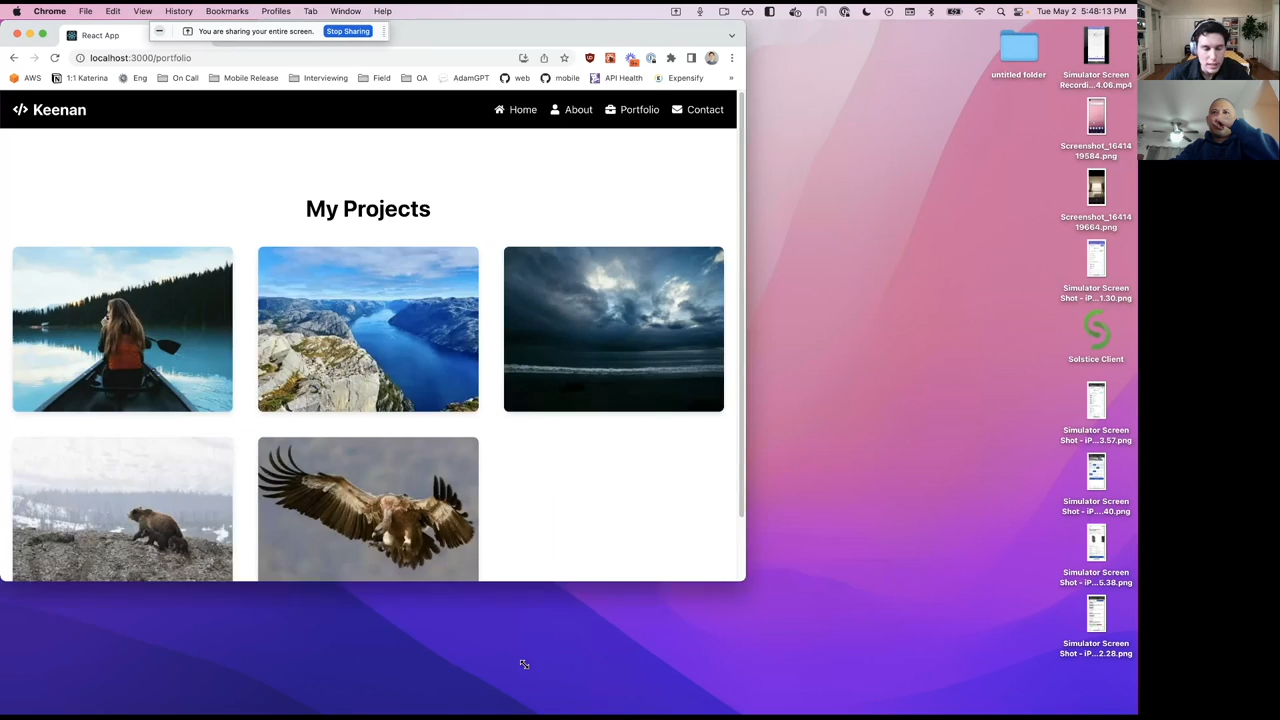 Chrome File Edit View History Bookmarks Profiles Tab Window Help
Tue May 2 5:48:13 PM
React App
You are sharing your entire screen.
Stop Sharing
localhost:3000/portfolio
9+
AWS
1:1 Katerina
Eng
On Call
Mobile Release
Interviewing
Field
OA
AdamGPT
web
mobile
API Health
Expensify
</> Keenan
Home
About
Portfolio
Contact
My Projects
untitled folder
Simulator Screen
Recordi...4.06.mp4
Screenshot_16414
19584.png
Screenshot_16414
19664.png
Simulator Screen
Shot - iP...1.30.png
Solstice Client
Simulator Screen
Shot - iP...3.57.png
Simulator Screen
Shot - iP....40.png
Simulator Screen
Shot - iP...5.38.png
Simulator Screen
Shot - iP...2.28.png